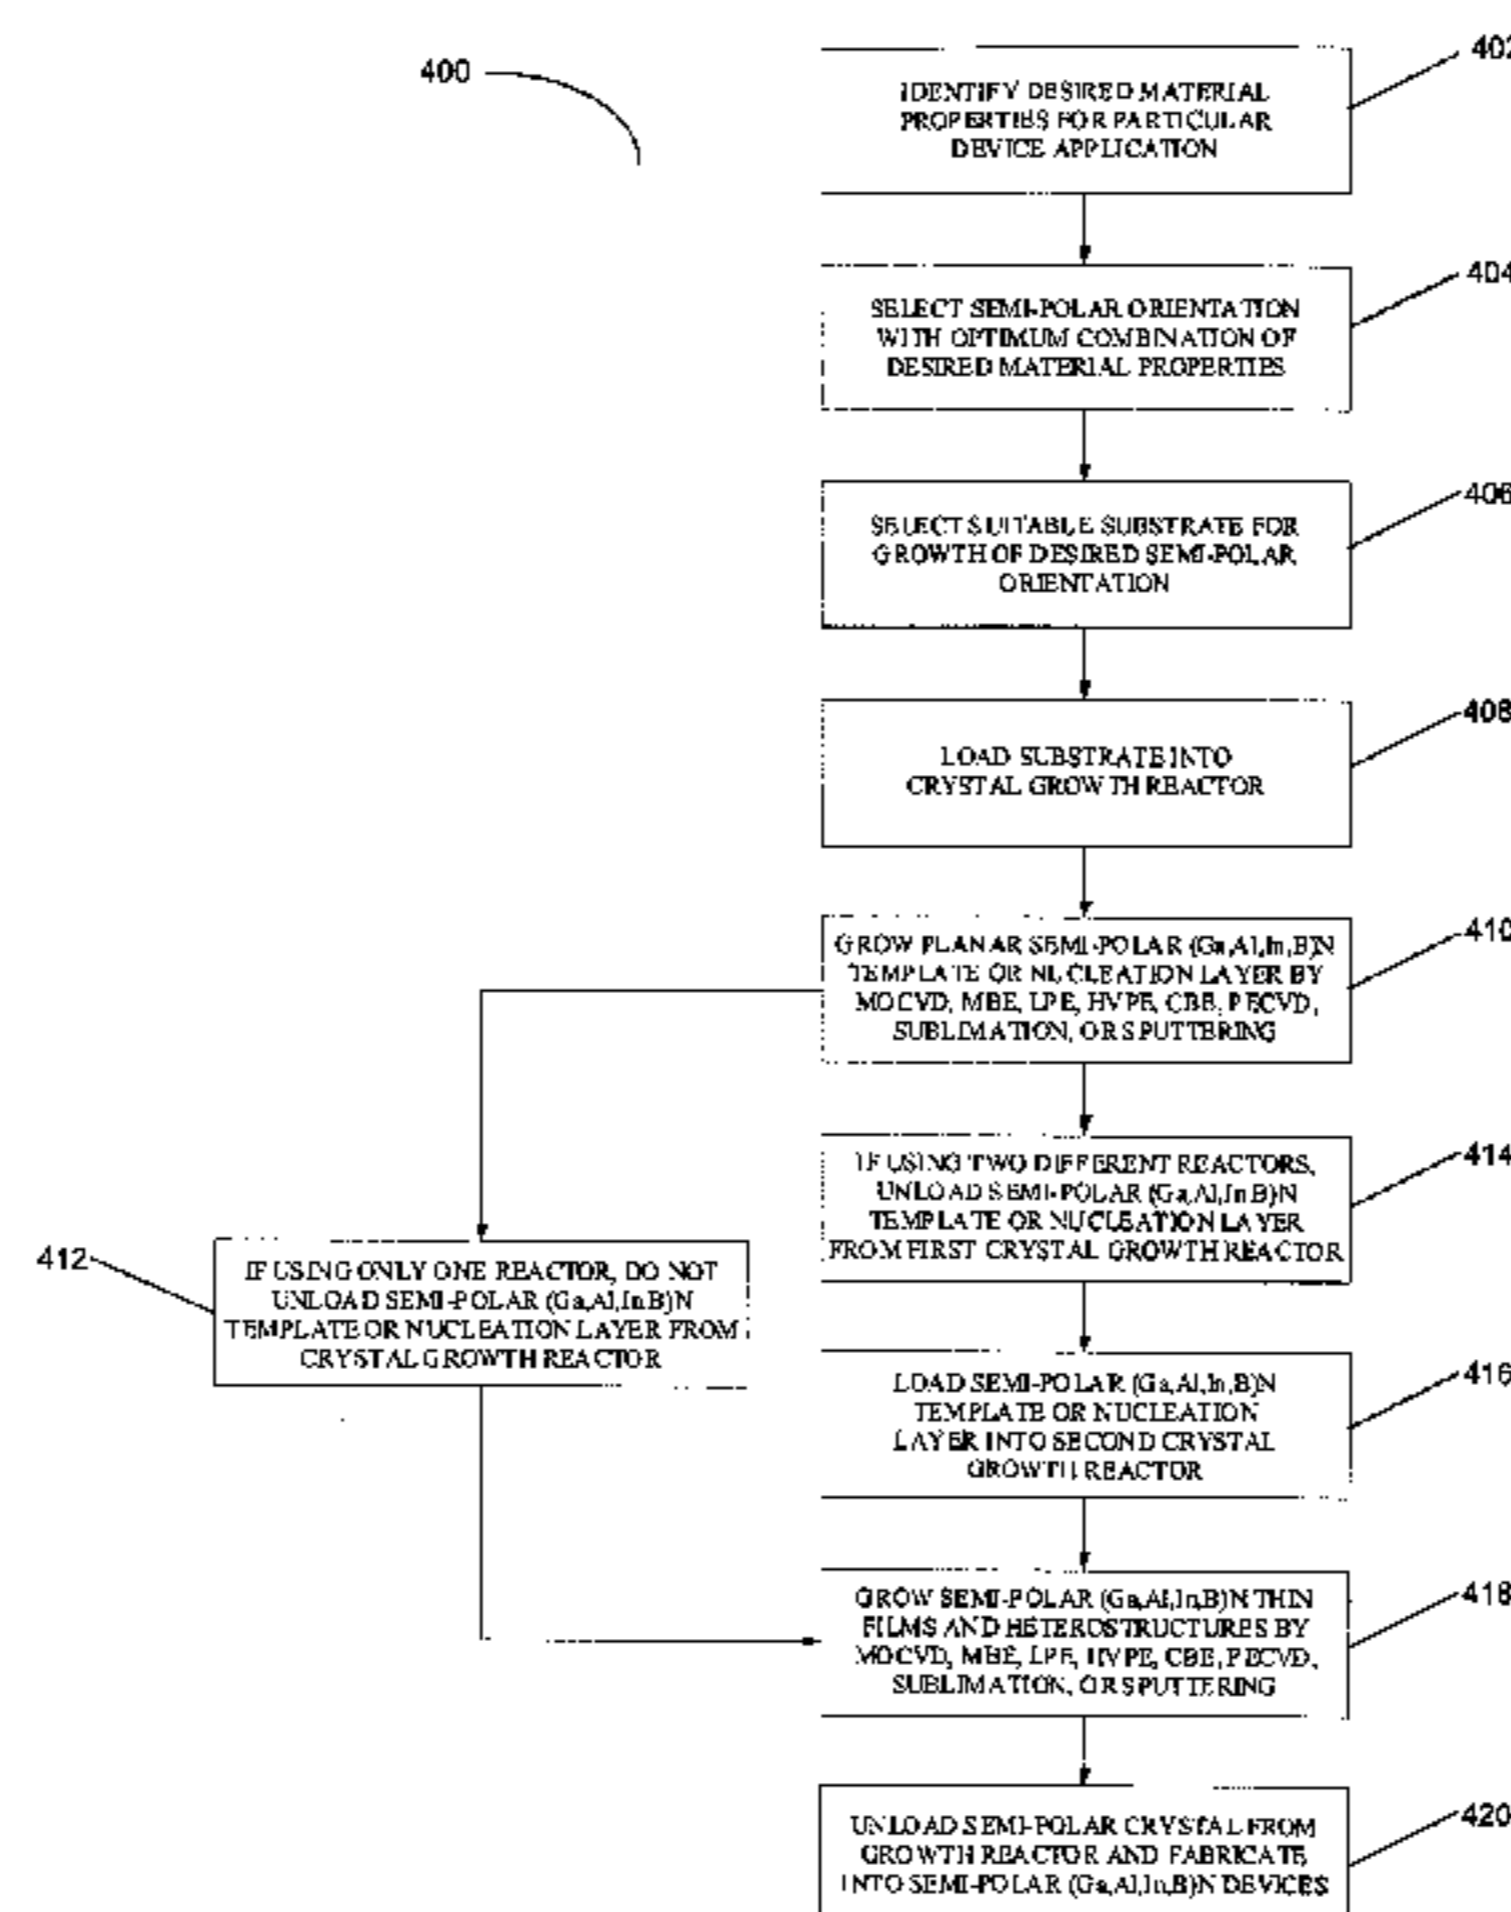 400
402
IDENTIFY DESIRED MATERIAL
PROPERTIES FOR PARTICULAR
DEVICE APPLICATION
404
SELECT SEMI-POLAR ORIENTATION
WITH OPTIMUM COMBINATION OF
DESIRED MATERIAL PROPERTIES
406
SELECT SUITABLE SUBSTRATE FOR
GROWTH OF DESIRED SEMI-POLAR
ORIENTATION
408
LOAD SUBSTRATE INTO
CRYSTAL GROWTH REACTOR
410
GROW PLANAR SEMI-POLAR (Ga,Al,In,B)N
TEMPLATE OR NUCLEATION LAYER BY
MOCVD, MBE, LPE, HVPE, CBE, PECVD,
SUBLIMATION, OR SPUTTERING
414
IF USING TWO DIFFERENT REACTORS,
UNLOAD SEMI-POLAR (Ga,Al,In,B)N
TEMPLATE OR NUCLEATION LAYER
FROM FIRST CRYSTAL GROWTH REACTOR
412
IF USING ONLY ONE REACTOR, DO NOT
UNLOAD SEMI-POLAR (Ga,Al,In,B)N
TEMPLATE OR NUCLEATION LAYER FROM
CRYSTAL GROWTH REACTOR
416
LOAD SEMI-POLAR (Ga,Al,In,B)N
TEMPLATE OR NUCLEATION
LAYER INTO SECOND CRYSTAL
GROWTH REACTOR
418
GROW SEMI-POLAR (Ga,Al,In,B)N THIN
FILMS AND HETEROSTRUCTURES BY
MOCVD, MBE, LPE, HVPE, CBE, PECVD,
SUBLIMATION, OR SPUTTERING
420
UNLOAD SEMI-POLAR CRYSTAL FROM
GROWTH REACTOR AND FABRICATE
INTO SEMI-POLAR (Ga,Al,In,B)N DEVICES